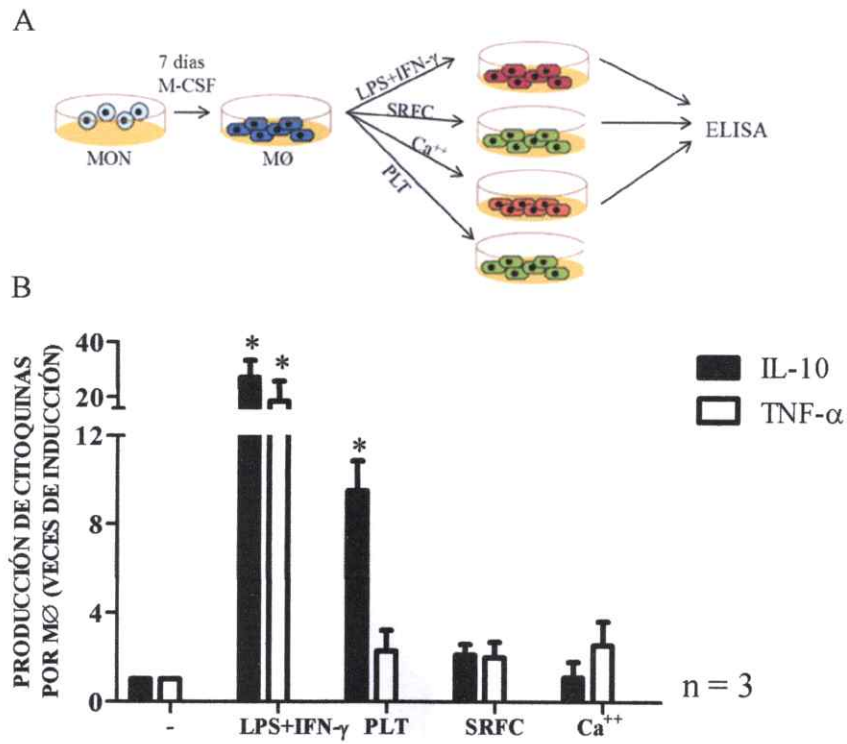 A
7 días
M-CSF
MON
MØ
LPS+IFN-γ
SRFC
Ca⁺⁺
PLT
ELISA
B
PRODUCCIÓN DE CITOQUINAS
POR MØ (VECES DE INDUCCIÓN)
40
20
12
8
4
0
* *
*
IL-10
TNF-α
- LPS+IFN-γ PLT SRFC Ca⁺⁺
n = 3